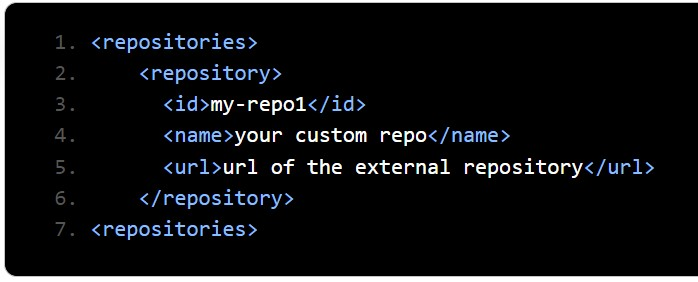 1. <repositories>
2. <repository>
3. <id>my-repo1</id>
4. <name>your custom repo</name>
5. <url>url of the external repository</url>
6. </repository>
7. <repositories>